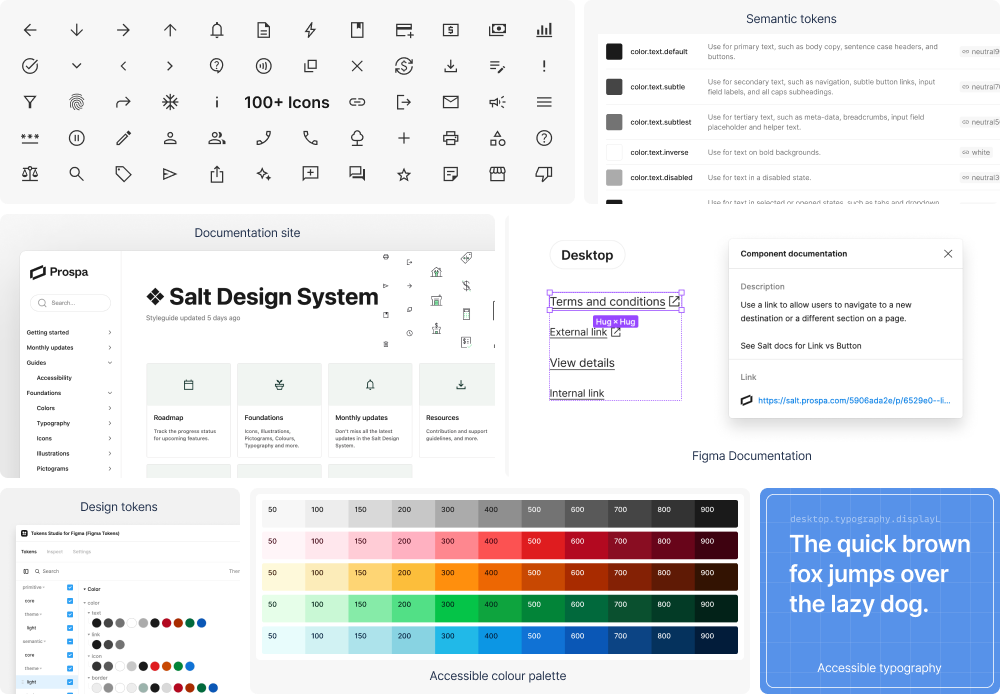 100+ Icons
Semantic tokens
color.text.default
Use for primary text, such as body copy, sentence case headers, and
buttons.
neutral9
color.text.subtle
Use for secondary text, such as navigation, subtle button links, input
field labels, and all caps subheadings.
neutral7
color.text.subtlest
Use for tertiary text, such as meta-data, breadcrumbs, input field
placeholder and helper text.
neutral5
color.text.inverse
Use for text on bold backgrounds.
white
color.text.disabled
Use for text in a disabled state.
neutral3
Use for text in selected or opened states, such as tabs and dropdown
Documentation site
Prospa
Search...
Getting started
Monthly updates
Guides
Accessibility
Foundations
Colors
Typography
Icons
Illustrations
Pictograms
❖ Salt Design System
Styleguide updated 5 days ago
Roadmap
Track the progress status
for upcoming features.
Foundations
Icons, Illustrations,
Pictograms, Colours,
Typography and more.
Monthly updates
Don't miss all the latest
updates in the Salt Design
System.
Resources
Contribution and support
guidelines, and more.
Desktop
Terms and conditions
Hug × Hug
External link
View details
Internal link
Component documentation
Description
Use a link to allow users to navigate to a new
destination or a different section on a page.
See Salt docs for Link vs Button
Link
https://salt.prospa.com/5906ada2e/p/6529e0--li...
Figma Documentation
Design tokens
Tokens Studio for Figma (Figma Tokens)
Tokens Inspect Settings
Search
Ther
primitive
core
theme
light
semantic
core
theme
light
Color
color
text
link
icon
border
50 100 150 200 300 400 500 600 700 800 900
50 100 150 200 300 400 500 600 700 800 900
50 100 150 200 300 400 500 600 700 800 900
50 100 150 200 300 400 500 600 700 800 900
50 100 150 200 300 400 500 600 700 800 900
Accessible colour palette
desktop.typography.displayL
The quick brown
fox jumps over
the lazy dog.
Accessible typography